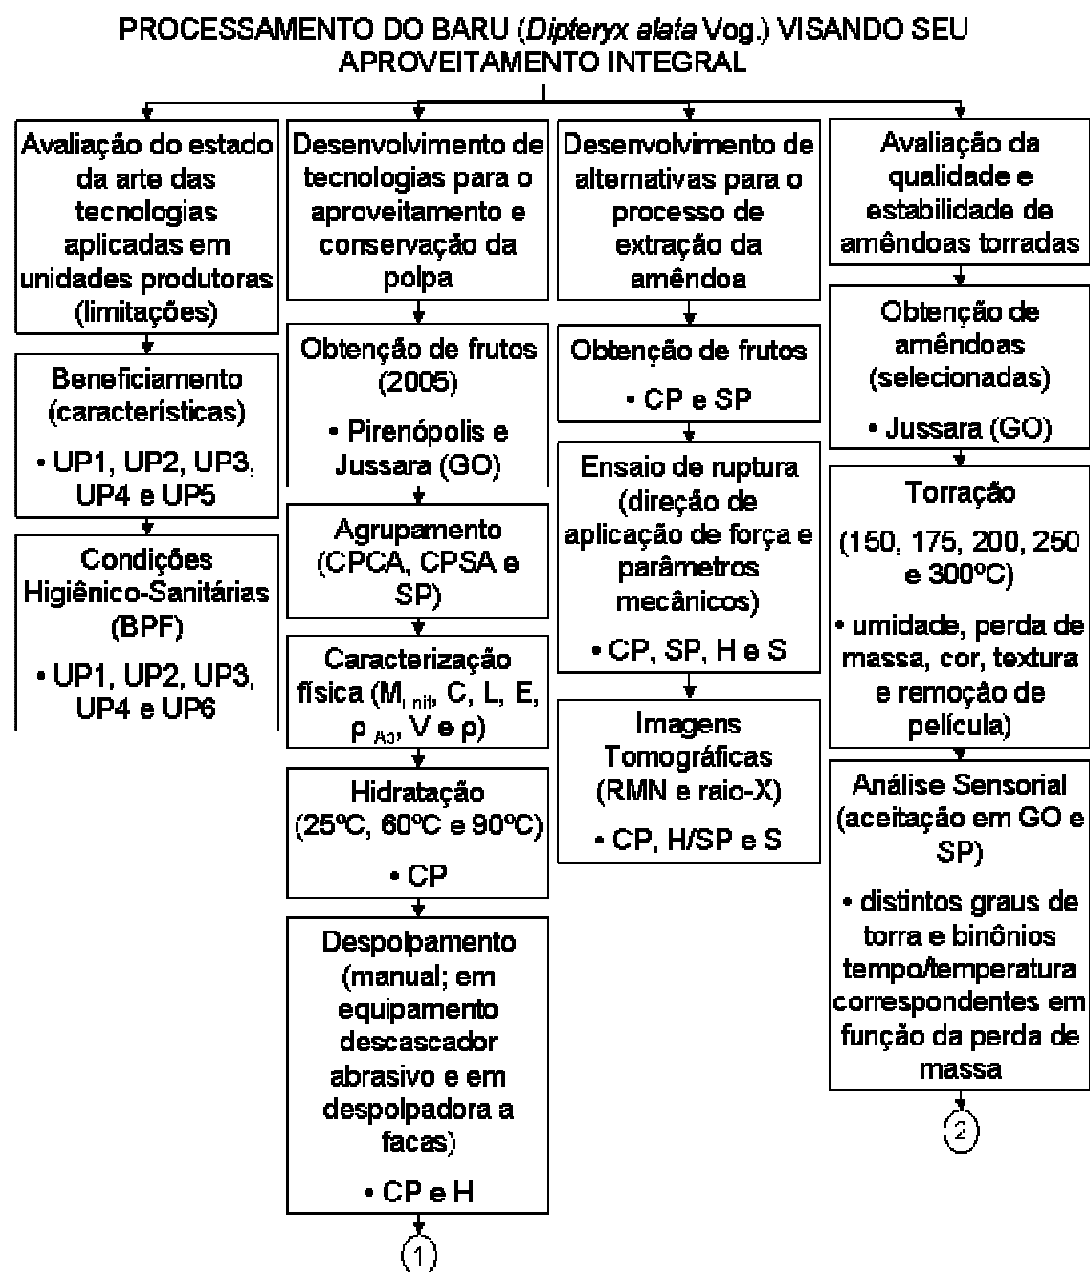 PROCESSAMENTO DO BARU (Dipteryx alata Vog.) VISANDO SEU
APROVEITAMENTO INTEGRAL
Avaliação do estado
da arte das
tecnologias
aplicadas em
unidades produtoras
(limitações)
Beneficiamento
(características)
• UP1, UP2, UP3,
UP4 e UP5
Condições
Higiênico-Sanitárias
(BPF)
• UP1, UP2, UP3,
UP4 e UP6
Desenvolvimento de
tecnologias para o
aproveitamento e
conservação da
polpa
Obtenção de frutos
(2005)
• Pirenópolis e
Jussara (GO)
Agrupamento
(CPCA, CPSA e
SP)
Caracterização
física (M, C, L, E,
ρ, V e ρ)
Hidratação
(25ºC, 60ºC e 90ºC)
• CP
Despolpamento
(manual; em
equipamento
descascador
abrasivo e em
despolpadora a
facas)
• CP e H
1
Desenvolvimento de
alternativas para o
processo de
extração da
amêndoa
Obtenção de frutos
• CP e SP
Ensaio de ruptura
(direção de
aplicação de força e
parâmetros
mecânicos)
• CP, SP, H e S
Imagens
Tomográficas
(RMN e raio-X)
• CP, H/SP e S
Avaliação da
qualidade e
estabilidade de
amêndoas torradas
Obtenção de
amêndoas
(selecionadas)
• Jussara (GO)
Torração
(150, 175, 200, 250
e 300ºC)
• umidade, perda de
massa, cor, textura
e remoção de
película)
Análise Sensorial
(aceitação em GO e
SP)
• distintos graus de
torra e binônios
tempo/temperatura
correspondentes em
função da perda de
massa
2